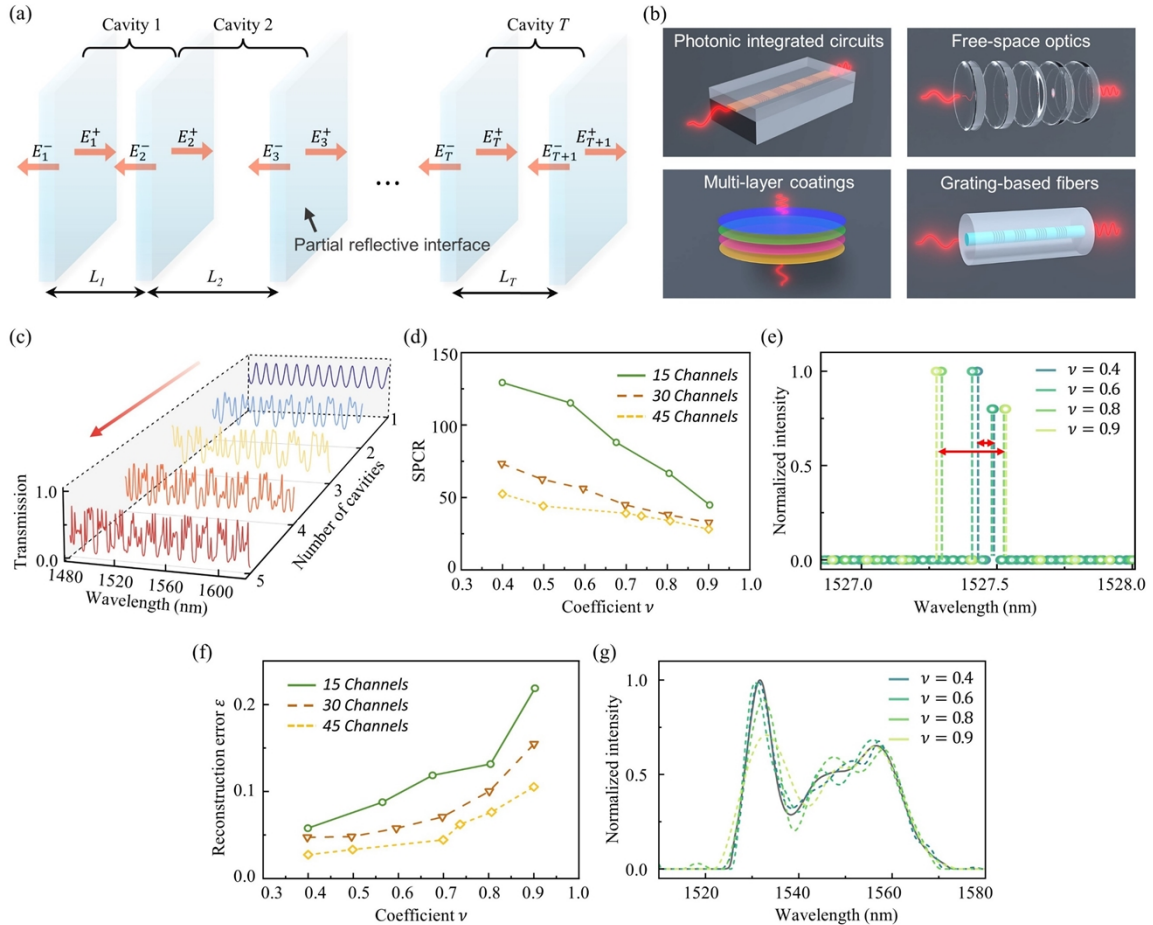 (a)
Cavity 1
Cavity 2
Cavity T
E₁⁻
E₁⁺
E₂⁻
E₂⁺
E₃⁻
E₃⁺
...
E_T⁻
E_T⁺
E_{T+1}⁻
E_{T+1}⁺
Partial reflective interface
L₁
L₂
L_T
(b)
Photonic integrated circuits
Free-space optics
Multi-layer coatings
Grating-based fibers
(c)
Transmission
1.0
0.0
1480
1520
1560
1600
Wavelength (nm)
1
2
3
4
5
Number of cavities
(d)
SPCR
150
100
50
0
0.3 0.4 0.5 0.6 0.7 0.8 0.9 1.0
Coefficient ν
15 Channels
30 Channels
45 Channels
(e)
Normalized intensity
1.0
0.5
0.0
1527.0 1527.5 1528.0
Wavelength (nm)
ν = 0.4
ν = 0.6
ν = 0.8
ν = 0.9
(f)
Reconstruction error ε
0.2
0.1
0.0
0.3 0.4 0.5 0.6 0.7 0.8 0.9 1.0
Coefficient ν
15 Channels
30 Channels
45 Channels
(g)
Normalized intensity
1.0
0.5
0.0
1520 1540 1560 1580
Wavelength (nm)
ν = 0.4
ν = 0.6
ν = 0.8
ν = 0.9